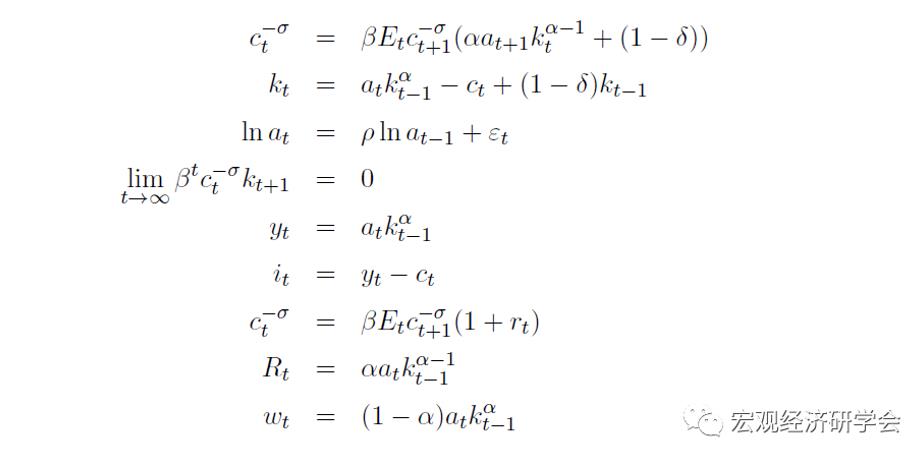 c_t^{-σ} = βE_t c_{t+1}^{-σ}(αa_{t+1}k_t^{α-1} + (1 − δ))
k_t = a_t k_{t-1}^α − c_t + (1 − δ)k_{t-1}
ln a_t = ρ ln a_{t-1} + ε_t
lim_{t→∞} β^t c_t^{-σ} k_{t+1} = 0
y_t = a_t k_{t-1}^α
i_t = y_t − c_t
c_t^{-σ} = βE_t c_{t+1}^{-σ}(1 + r_t)
R_t = αa_t k_{t-1}^{α-1}
w_t = (1 − α)a_t k_{t-1}^α
宏观经济研学会